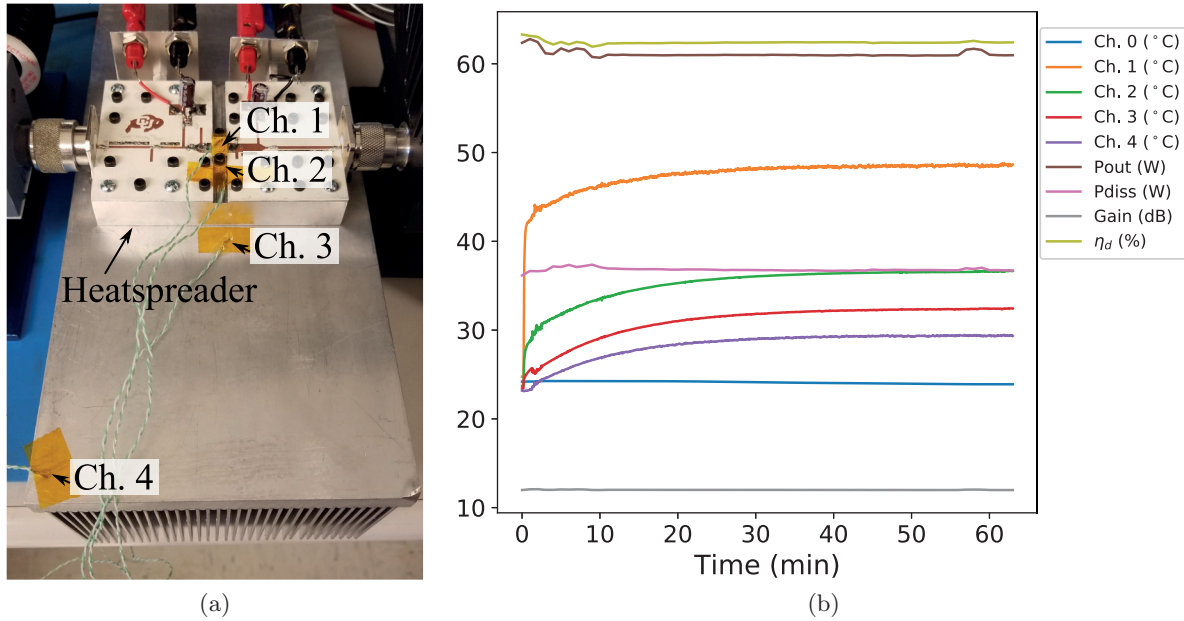 Ch. 1
Ch. 2
Ch. 3
Heatspreader
Ch. 4
(a)
60
50
40
30
20
10
0
10
20
30
40
50
60
Time (min)
Ch. 0 (°C)
Ch. 1 (°C)
Ch. 2 (°C)
Ch. 3 (°C)
Ch. 4 (°C)
Pout (W)
Pdiss (W)
Gain (dB)
η_d (%)
(b)